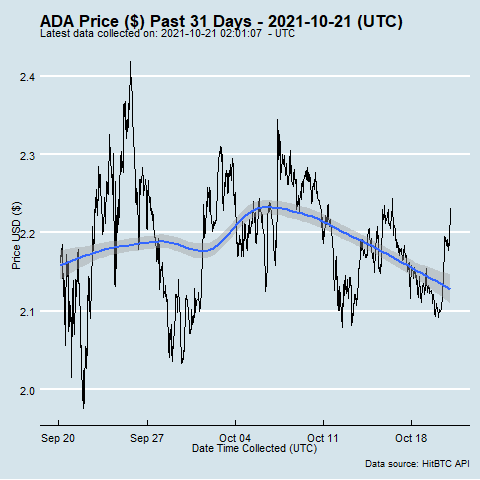 ADA Price ($) Past 31 Days - 2021-10-21 (UTC)
Latest data collected on: 2021-10-21 02:01:07 - UTC
2.4
2.3
2.2
2.1
2.0
Price USD ($)
Sep 20 Sep 27 Oct 04 Oct 11 Oct 18
Date Time Collected (UTC)
Data source: HitBTC API